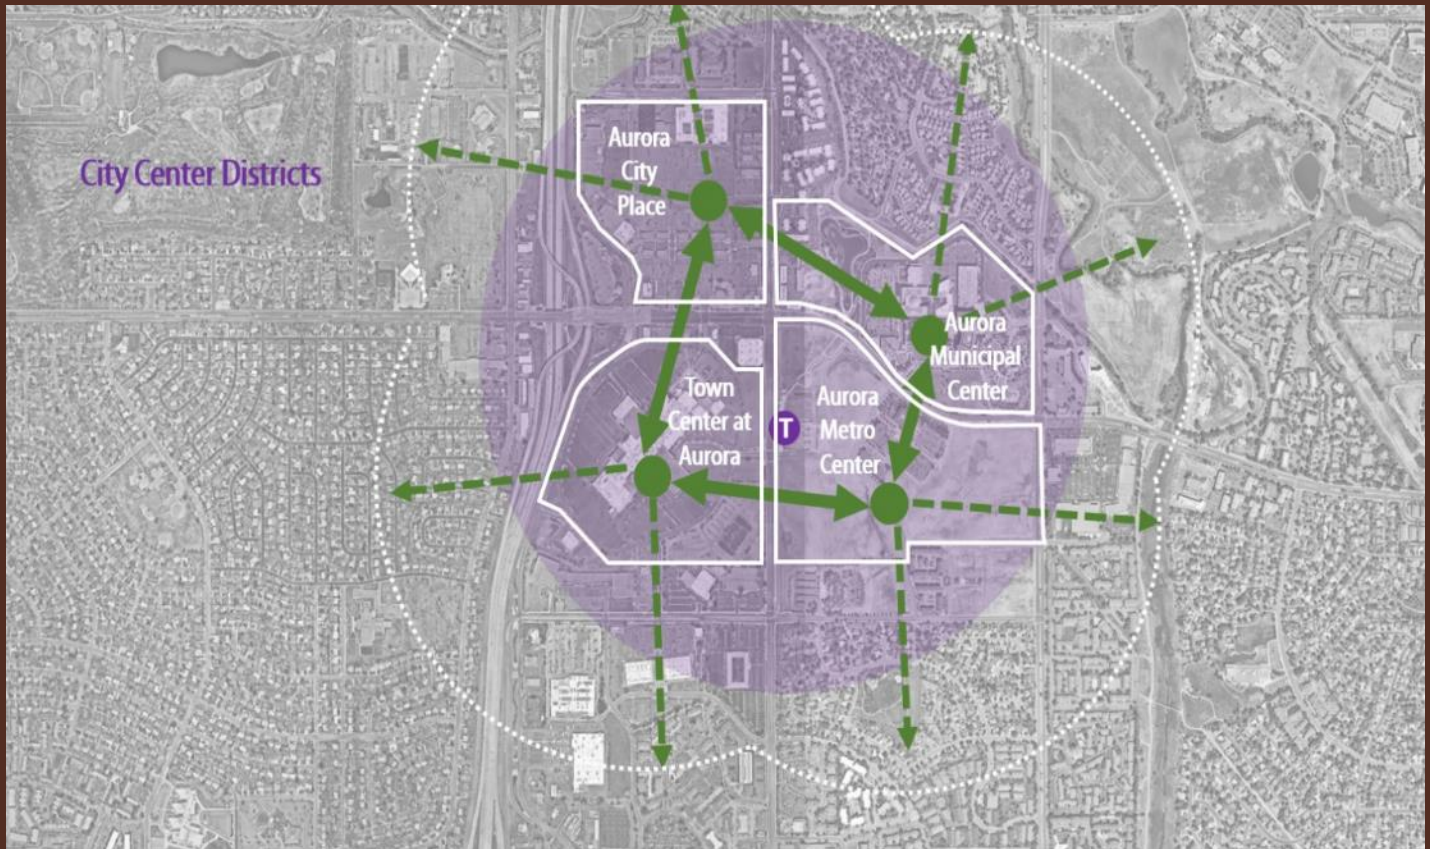 City Center Districts
Aurora
City
Place
Aurora
Municipal
Center
Town
Center at
Aurora
T
Aurora
Metro
Center